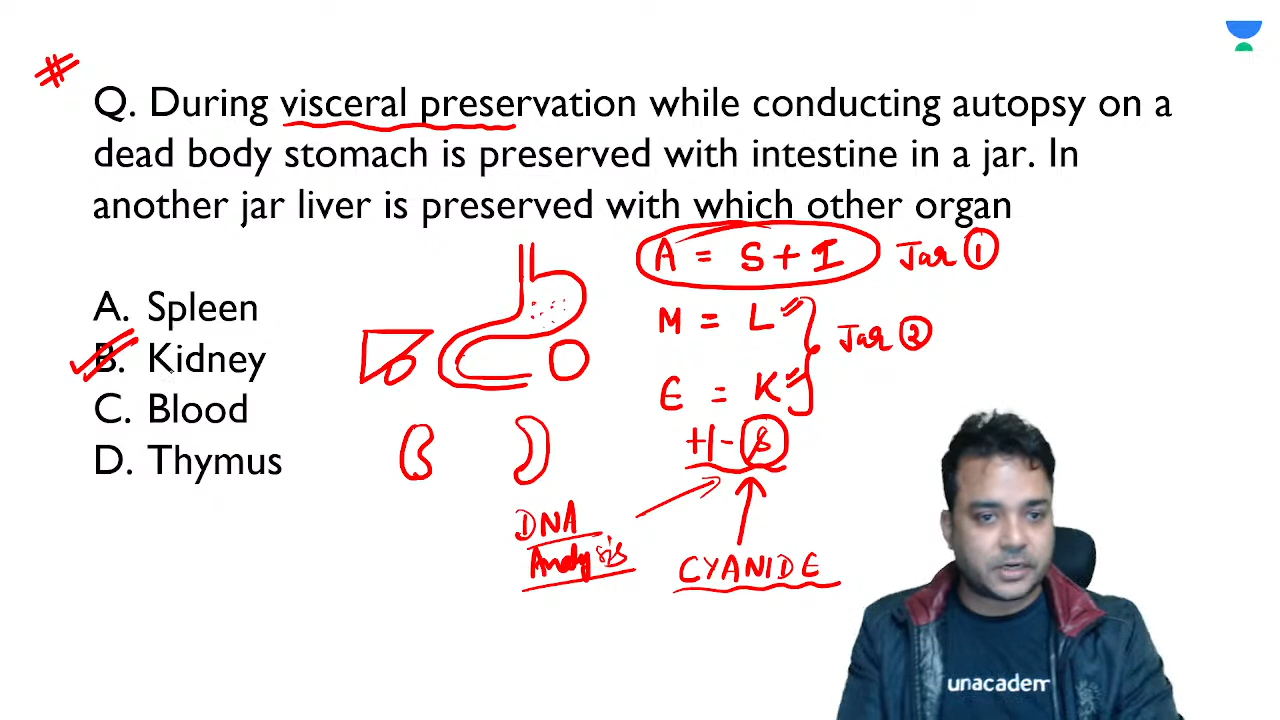 Q. During visceral preservation while conducting autopsy on a
dead body stomach is preserved with intestine in a jar. In
another jar liver is preserved with which other organ
A = S + I Jar 1
A. Spleen
M = L
Jar 2
B. Kidney
E = K
C. Blood
H - S
D. Thymus
DNA
Analysis
CYANIDE
unacadem